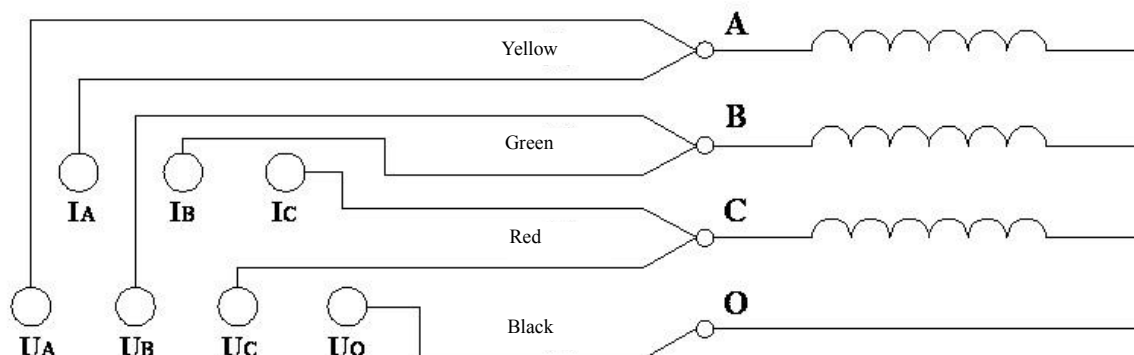 A
Yellow
B
Green
IA IB IC
C
Red
O
Black
UA UB UC UO